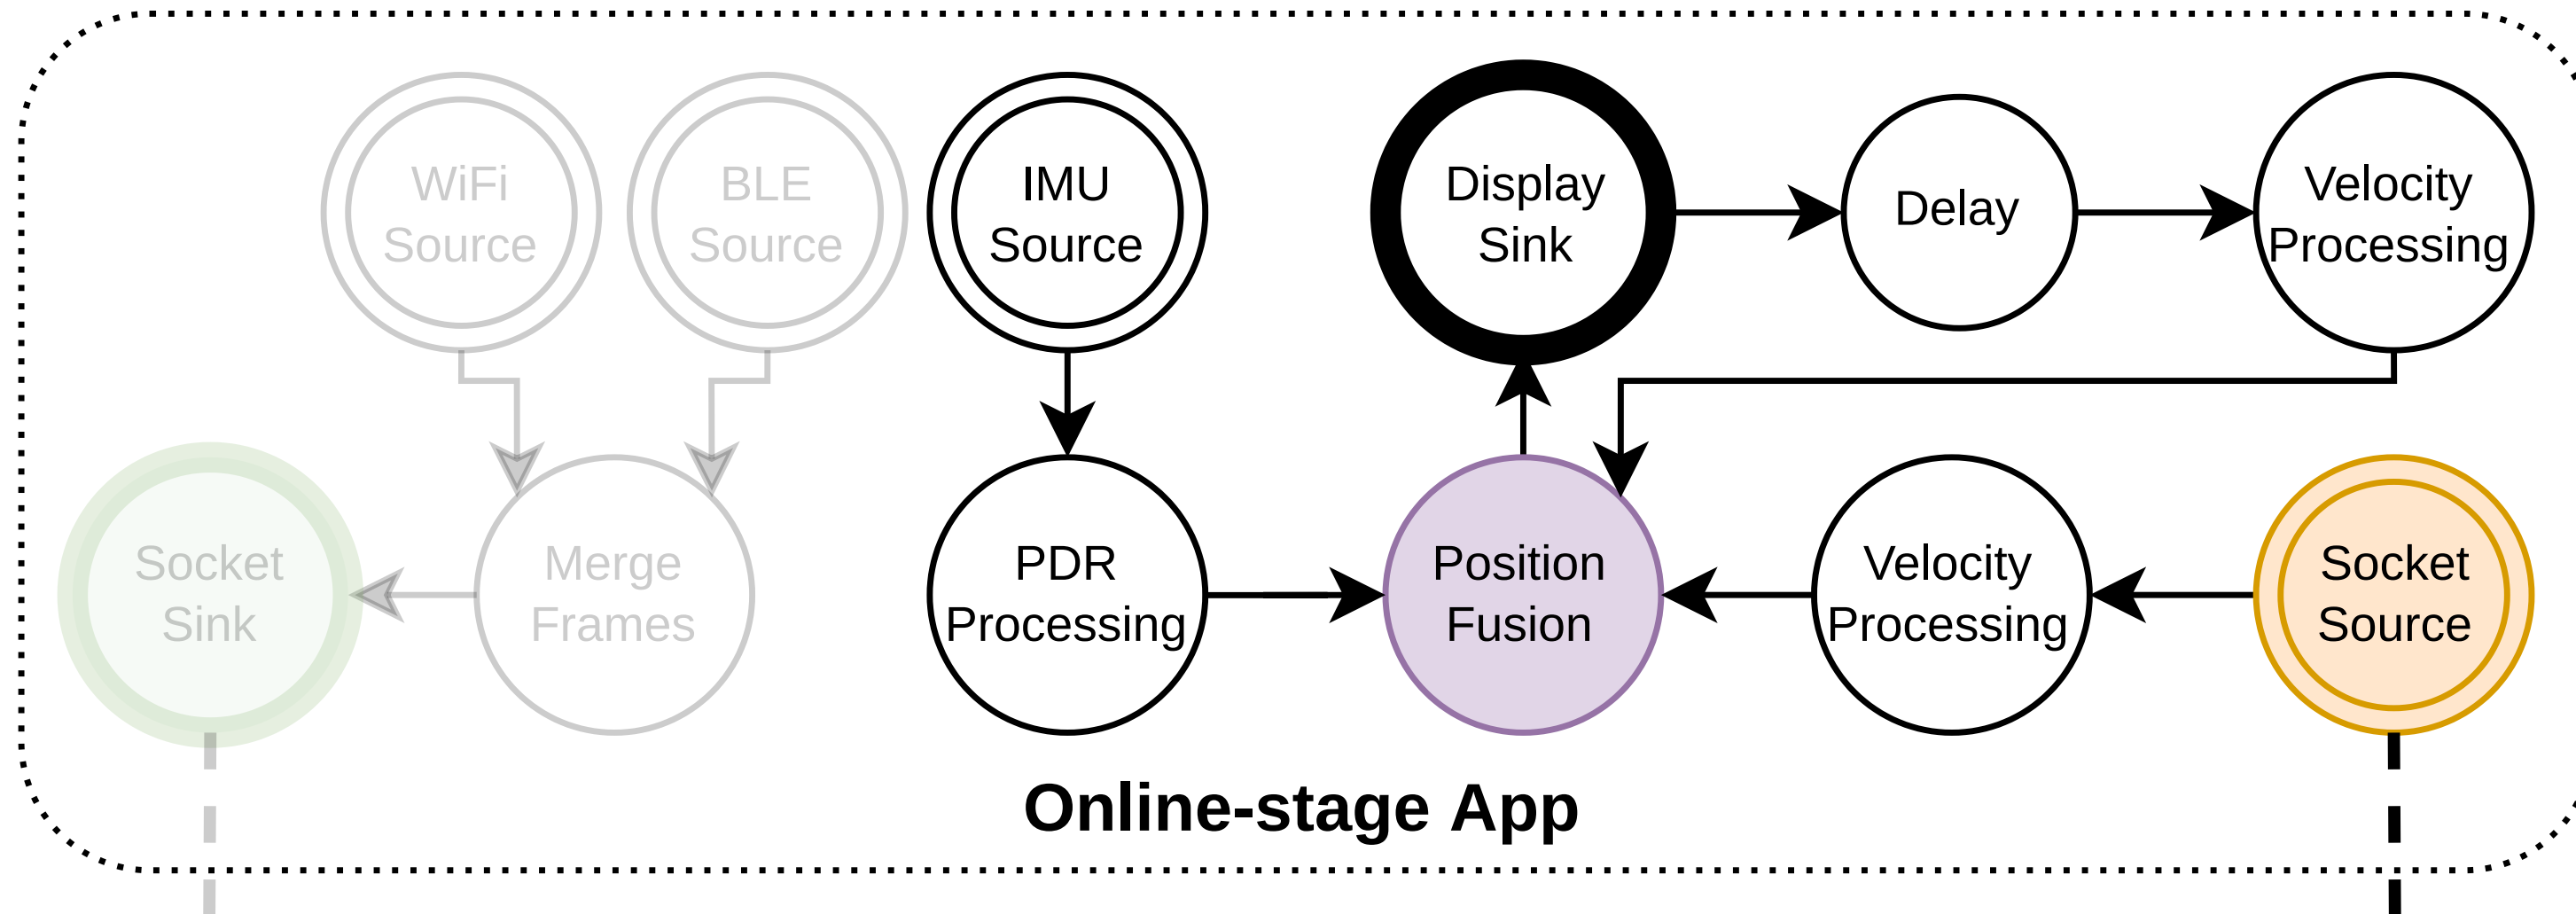 WiFi
Source
BLE
Source
IMU
Source
Display
Sink
Delay
Velocity
Processing
Socket
Sink
Merge
Frames
PDR
Processing
Position
Fusion
Velocity
Processing
Socket
Source
Online-stage App